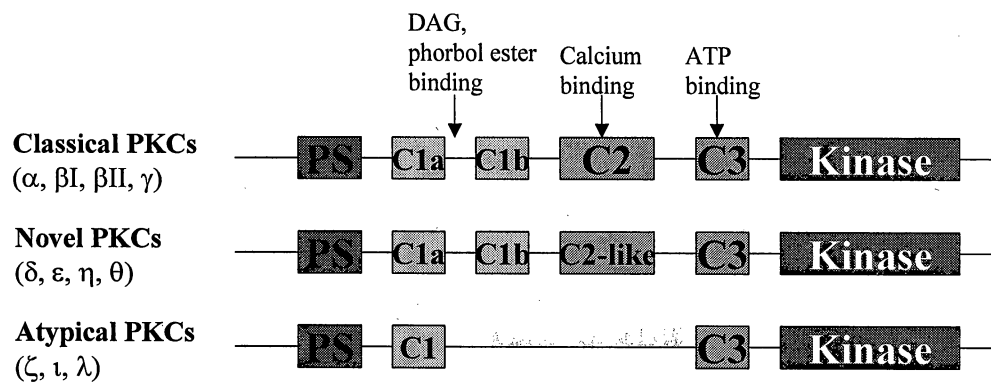 DAG,
phorbol ester
binding
Calcium
binding
ATP
binding
Classical PKCs
(α, βI, βII, γ)
PS C1a C1b C2 C3 Kinase
Novel PKCs
(δ, ε, η, θ)
PS C1a C1b C2-like C3 Kinase
Atypical PKCs
(ζ, ι, λ)
PS C1 C3 Kinase